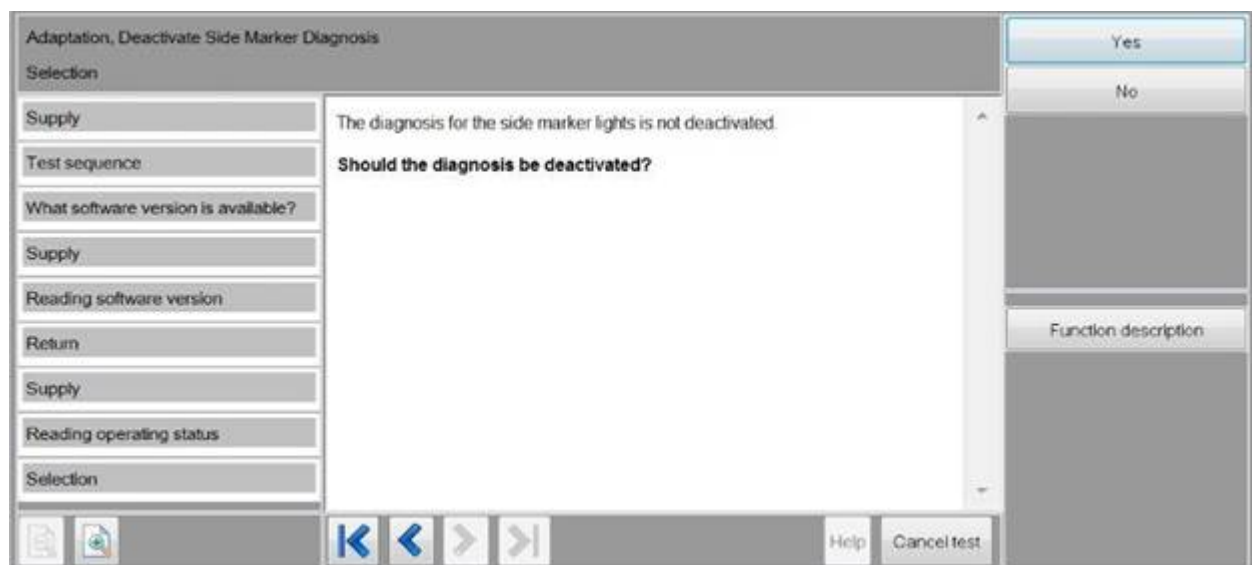 Adaptation, Deactivate Side Marker Diagnosis
Selection
Supply
Test sequence
What software version is available?
Supply
Reading software version
Return
Supply
Reading operating status
Selection
The diagnosis for the side marker lights is not deactivated.
Should the diagnosis be deactivated?
Yes
No
Function description
Help
Cancel test